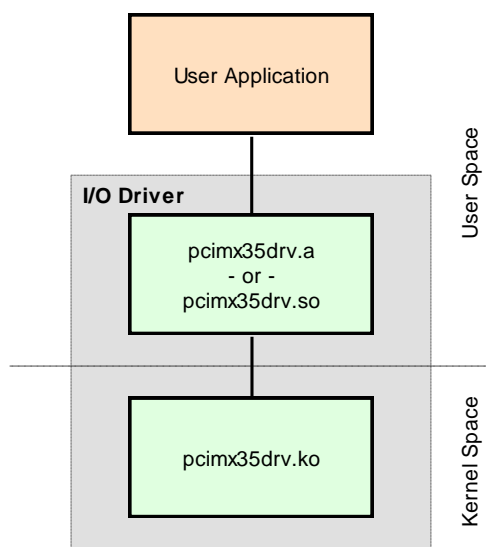 User Application
User Space
I/O Driver
pcimx35drv.a
- or -
pcimx35drv.so
Kernel Space
pcimx35drv.ko